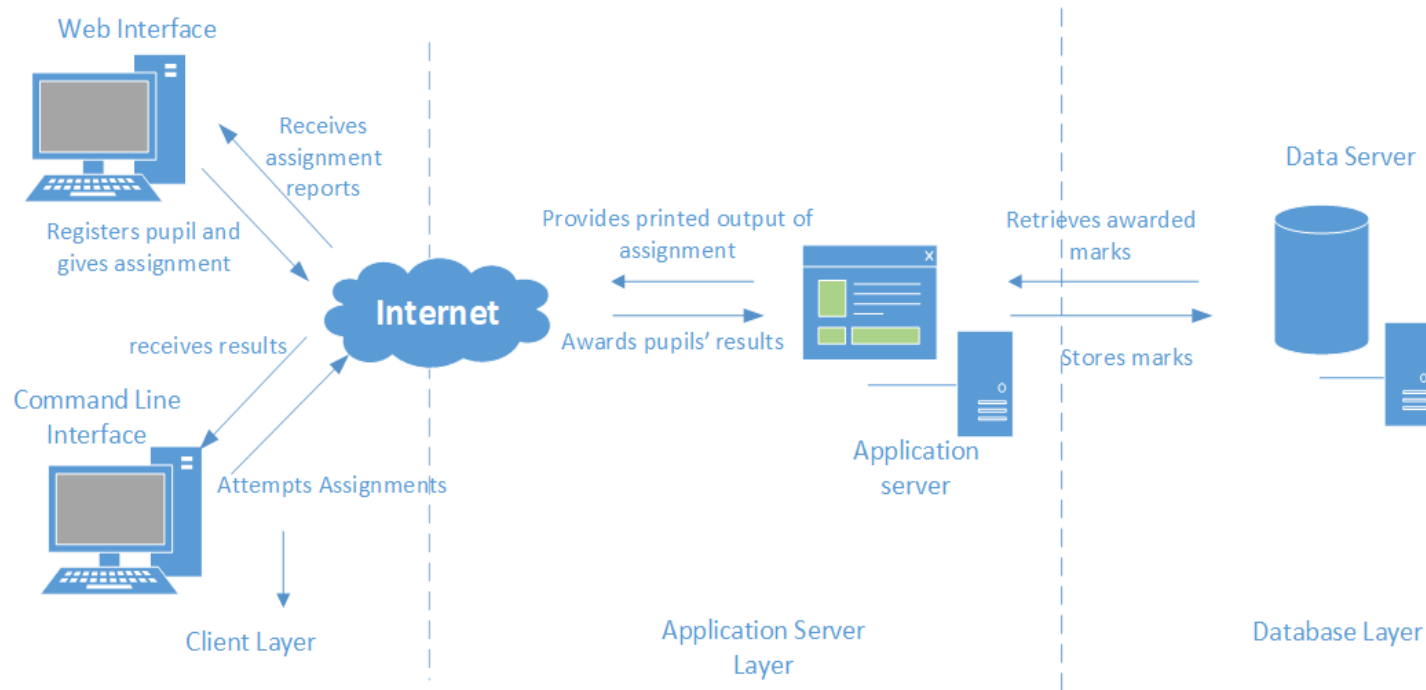 Web Interface
Receives
assignment
reports
Registers pupil and
gives assignment
Internet
receives results
Command Line
Interface
Attempts Assignments
Client Layer
Provides printed output of
assignment
Awards pupils’ results
X
Application
server
Application Server
Layer
Retrieves awarded
marks
Stores marks
Data Server
Database Layer